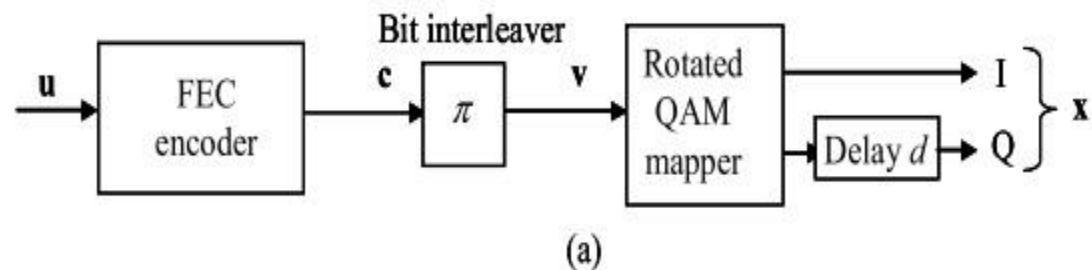 Bit interleaver
u
FEC
encoder
c
π
v
Rotated
QAM
mapper
I
Delay d
Q
x
(a)